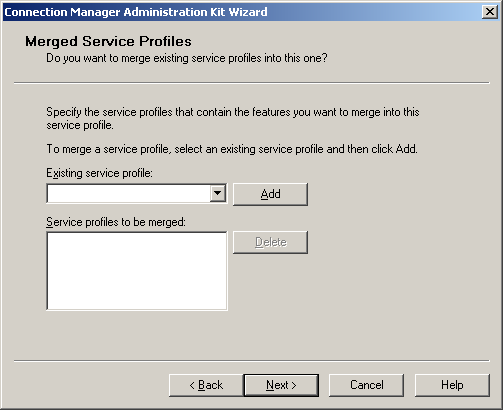 Connection Manager Administration Kit Wizard
Merged Service Profiles
Do you want to merge existing service profiles into this one?
Specify the service profiles that contain the features you want to merge into this
service profile.
To merge a service profile, select an existing service profile and then click Add.
Existing service profile:
Add
Service profiles to be merged:
Delete
< Back
Next >
Cancel
Help